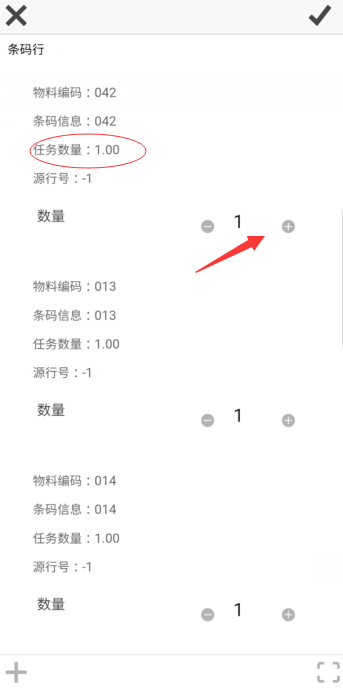 条码行
物料编码：042
条码信息：042
任务数量：1.00
源行号：-1
数量 1
物料编码：013
条码信息：013
任务数量：1.00
源行号：-1
数量 1
物料编码：014
条码信息：014
任务数量：1.00
源行号：-1
数量 1